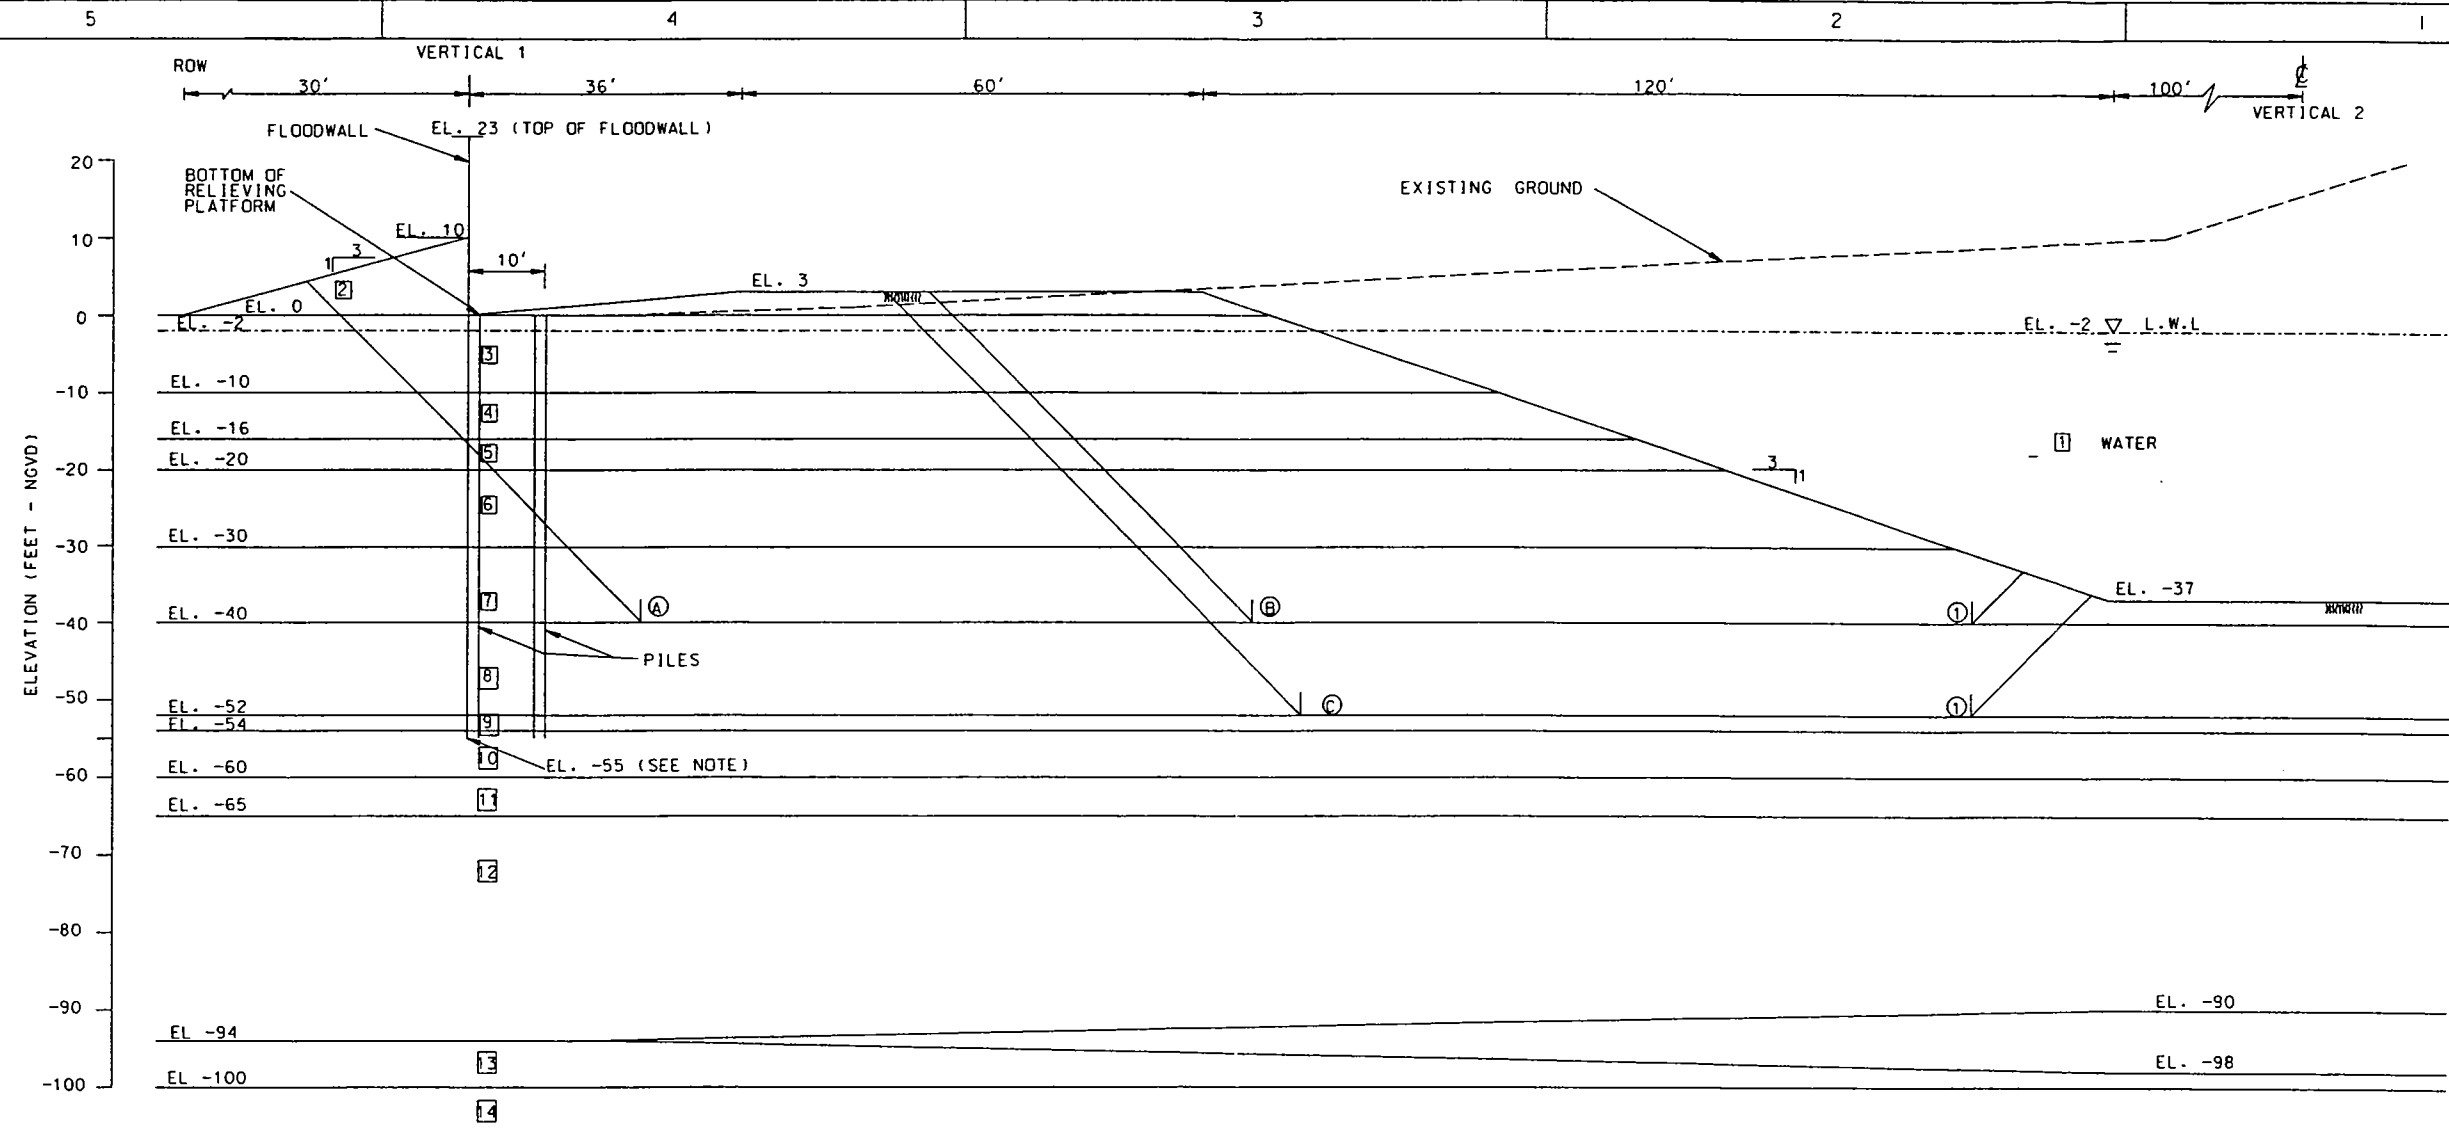 5 4 3 2 1
VERTICAL 1
ROW
30' 36' 60' 120' 100' ℄
VERTICAL 2
FLOODWALL EL. 23 (TOP OF FLOODWALL)
20
BOTTOM OF
RELIEVING
PLATFORM
EXISTING GROUND
10 EL. 10
1 3
10'
2 EL. 3
EL. 0
0 EL. -2
EL. -2 L.W.L
3
-10 EL. -10
4
EL. -16
1 WATER
5
-20 EL. -20
3 1
6
-30 EL. -30
EL. -37
7 A B 1
-40 EL. -40
ELEVATION (FEET - NGVD)
PILES
8
-50 EL. -52
C 1
9
EL. -54
10
EL. -55 (SEE NOTE)
-60 EL. -60
11
EL. -65
-70
12
-80
-90 EL. -90
EL -94
13
EL. -98
-100 EL -100
14